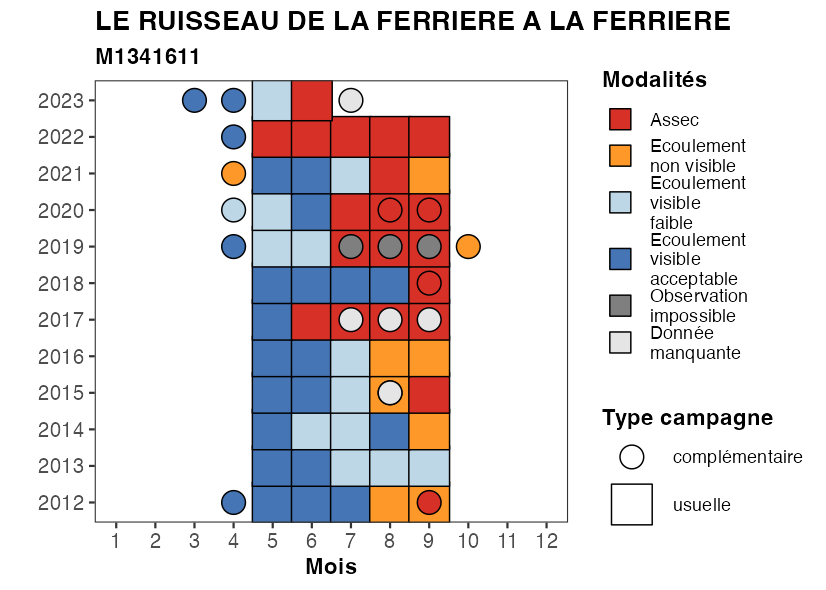 LE RUISSEAU DE LA FERRIERE A LA FERRIERE
M1341611
2023
2022
2021
2020
2019
2018
2017
2016
2015
2014
2013
2012
1 2 3 4 5 6 7 8 9 10 11 12
Mois
Modalités
Assec
Ecoulement
non visible
Ecoulement
visible
faible
Ecoulement
visible
acceptable
Observation
impossible
Donnée
manquante
Type campagne
complémentaire
usuelle